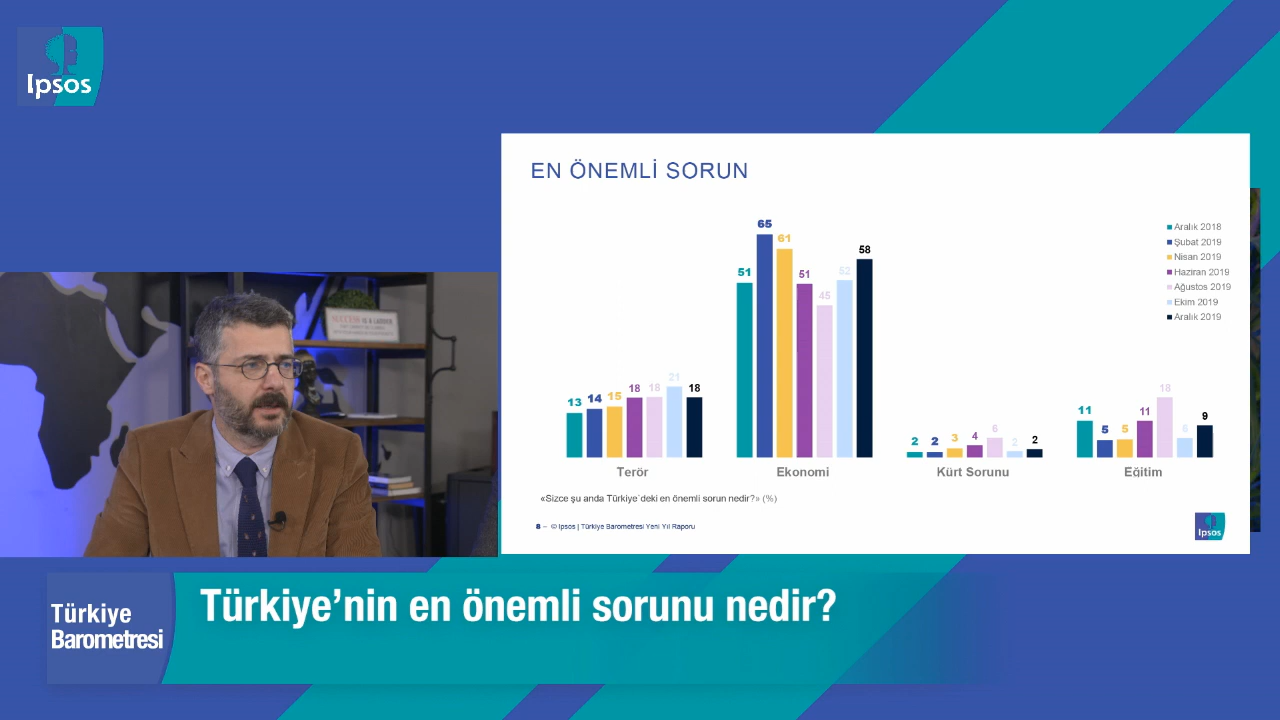 Ipsos
EN ÖNEMLİ SORUN
65
61
51
51
45
52
58
13
14
15
18
18
21
18
2
2
3
4
6
2
2
11
5
5
11
18
6
9
Terör
Ekonomi
Kürt Sorunu
Eğitim
Aralık 2018
Şubat 2019
Nisan 2019
Haziran 2019
Ağustos 2019
Ekim 2019
Aralık 2019
«Sizce şu anda Türkiye`deki en önemli sorun nedir?» (%)
8 – © Ipsos | Türkiye Barometresi Yeni Yıl Raporu
Ipsos
SUCCESS IS A LADDER
Türkiye
Barometresi
Türkiye’nin en önemli sorunu nedir?